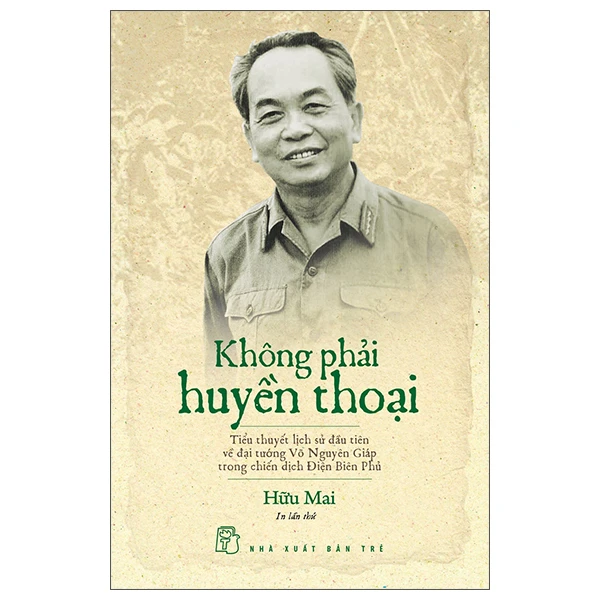 Không phải
huyền thoại
Tiểu thuyết lịch sử đầu tiên
về đại tướng Võ Nguyên Giáp
trong chiến dịch Điện Biên Phủ
Hữu Mai
In lần thứ
NHÀ XUẤT BẢN TRẺ